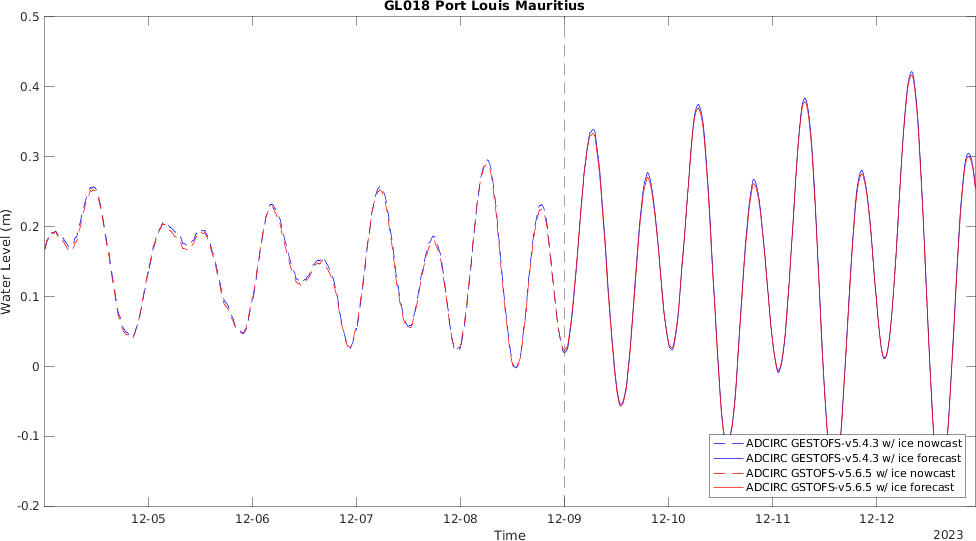 GL018 Port Louis Mauritius
0.5
0.4
0.3
0.2
0.1
0
-0.1
-0.2
Water Level (m)
12-05 12-06 12-07 12-08 12-09 12-10 12-11 12-12
Time
2023
ADCIRC GESTOFS-v5.4.3 w/ ice nowcast
ADCIRC GESTOFS-v5.4.3 w/ ice forecast
ADCIRC GSTOFS-v5.6.5 w/ ice nowcast
ADCIRC GSTOFS-v5.6.5 w/ ice forecast